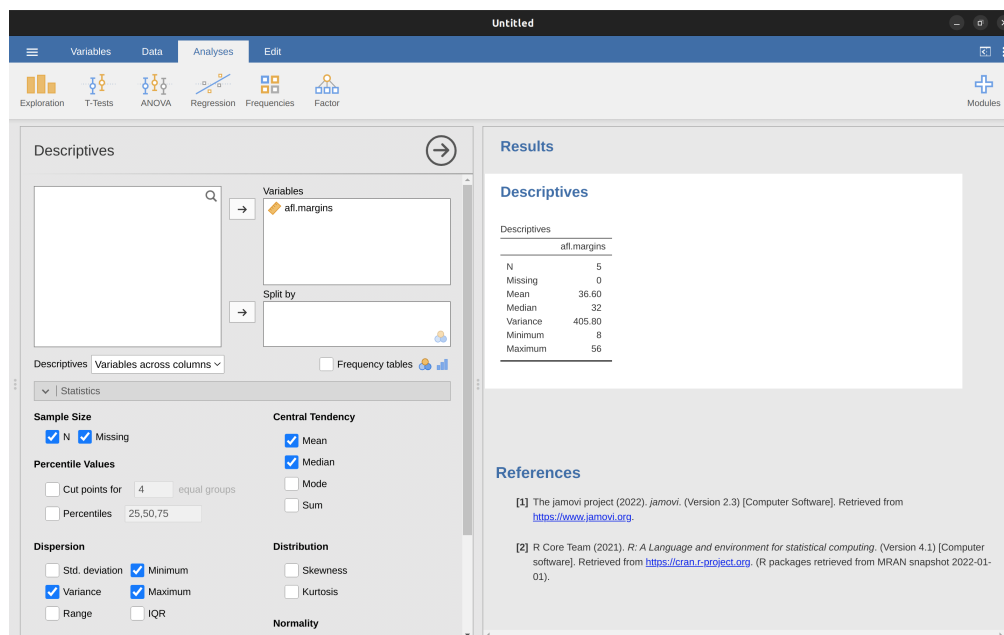 Untitled
Variables Data Analyses Edit
Exploration T-Tests ANOVA Regression Frequencies Factor Modules
Descriptives
Variables
afl.margins
Split by
Descriptives Variables across columns Frequency tables
Statistics
Sample Size
N Missing
Percentile Values
Cut points for 4 equal groups
Percentiles 25,50,75
Dispersion
Std. deviation Minimum
Variance Maximum
Range IQR
Central Tendency
Mean
Median
Mode
Sum
Distribution
Skewness
Kurtosis
Normality
Results
Descriptives
Descriptives
afl.margins
N 5
Missing 0
Mean 36.60
Median 32
Variance 405.80
Minimum 8
Maximum 56
References
[1] The jamovi project (2022). jamovi. (Version 2.3) [Computer Software]. Retrieved from
https://www.jamovi.org.
[2] R Core Team (2021). R: A Language and environment for statistical computing. (Version 4.1) [Computer
software]. Retrieved from https://cran.r-project.org. (R packages retrieved from MRAN snapshot 2022-01-
01).